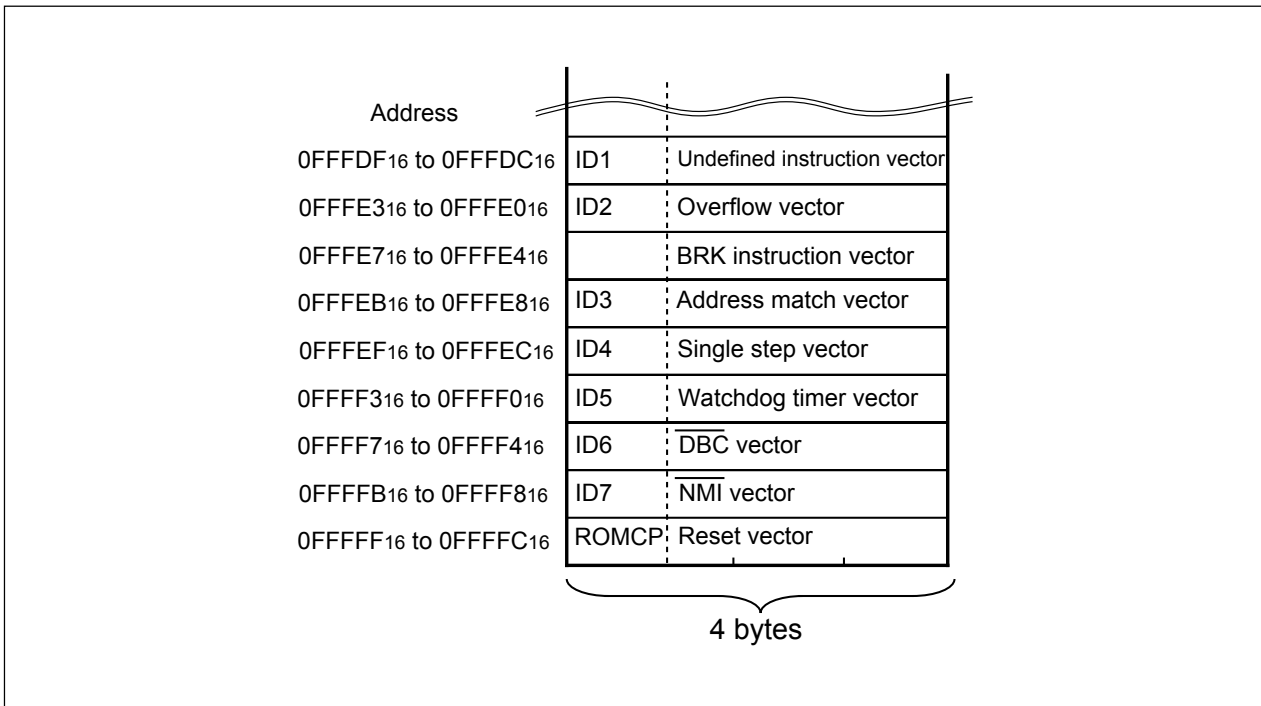 Address
0FFFDF16 to 0FFFDC16 ID1 Undefined instruction vector
0FFFE316 to 0FFFE016 ID2 Overflow vector
0FFFE716 to 0FFFE416 BRK instruction vector
0FFFEB16 to 0FFFE816 ID3 Address match vector
0FFFEF16 to 0FFFEC16 ID4 Single step vector
0FFFF316 to 0FFFF016 ID5 Watchdog timer vector
0FFFF716 to 0FFFF416 ID6 D̅B̅C̅ vector
0FFFFB16 to 0FFFF816 ID7 N̅M̅I̅ vector
0FFFFF16 to 0FFFFC16 ROMCP Reset vector
4 bytes